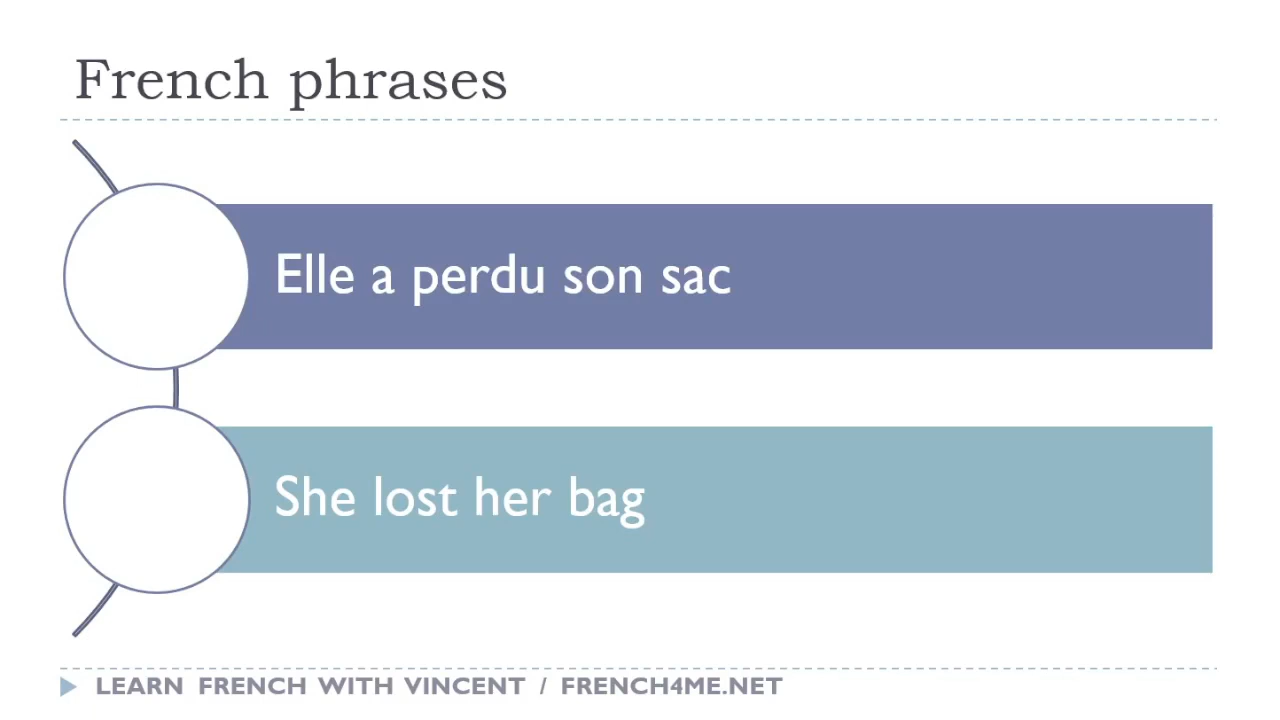 French phrases
Elle a perdu son sac
She lost her bag
LEARN FRENCH WITH VINCENT / FRENCH4ME.NET